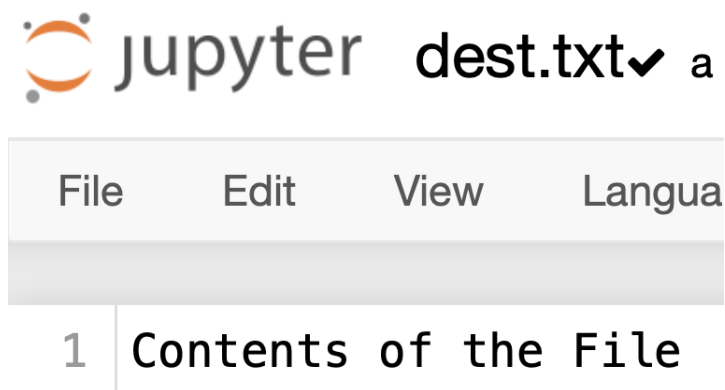 jupyter dest.txt✔ a
File Edit View Langua
1 Contents of the File